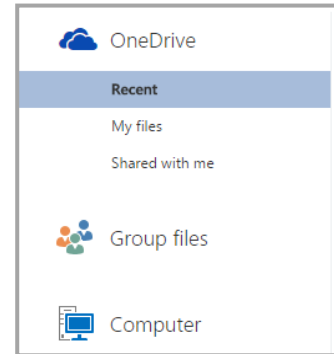 OneDrive
Recent
My files
Shared with me
Group files
Computer